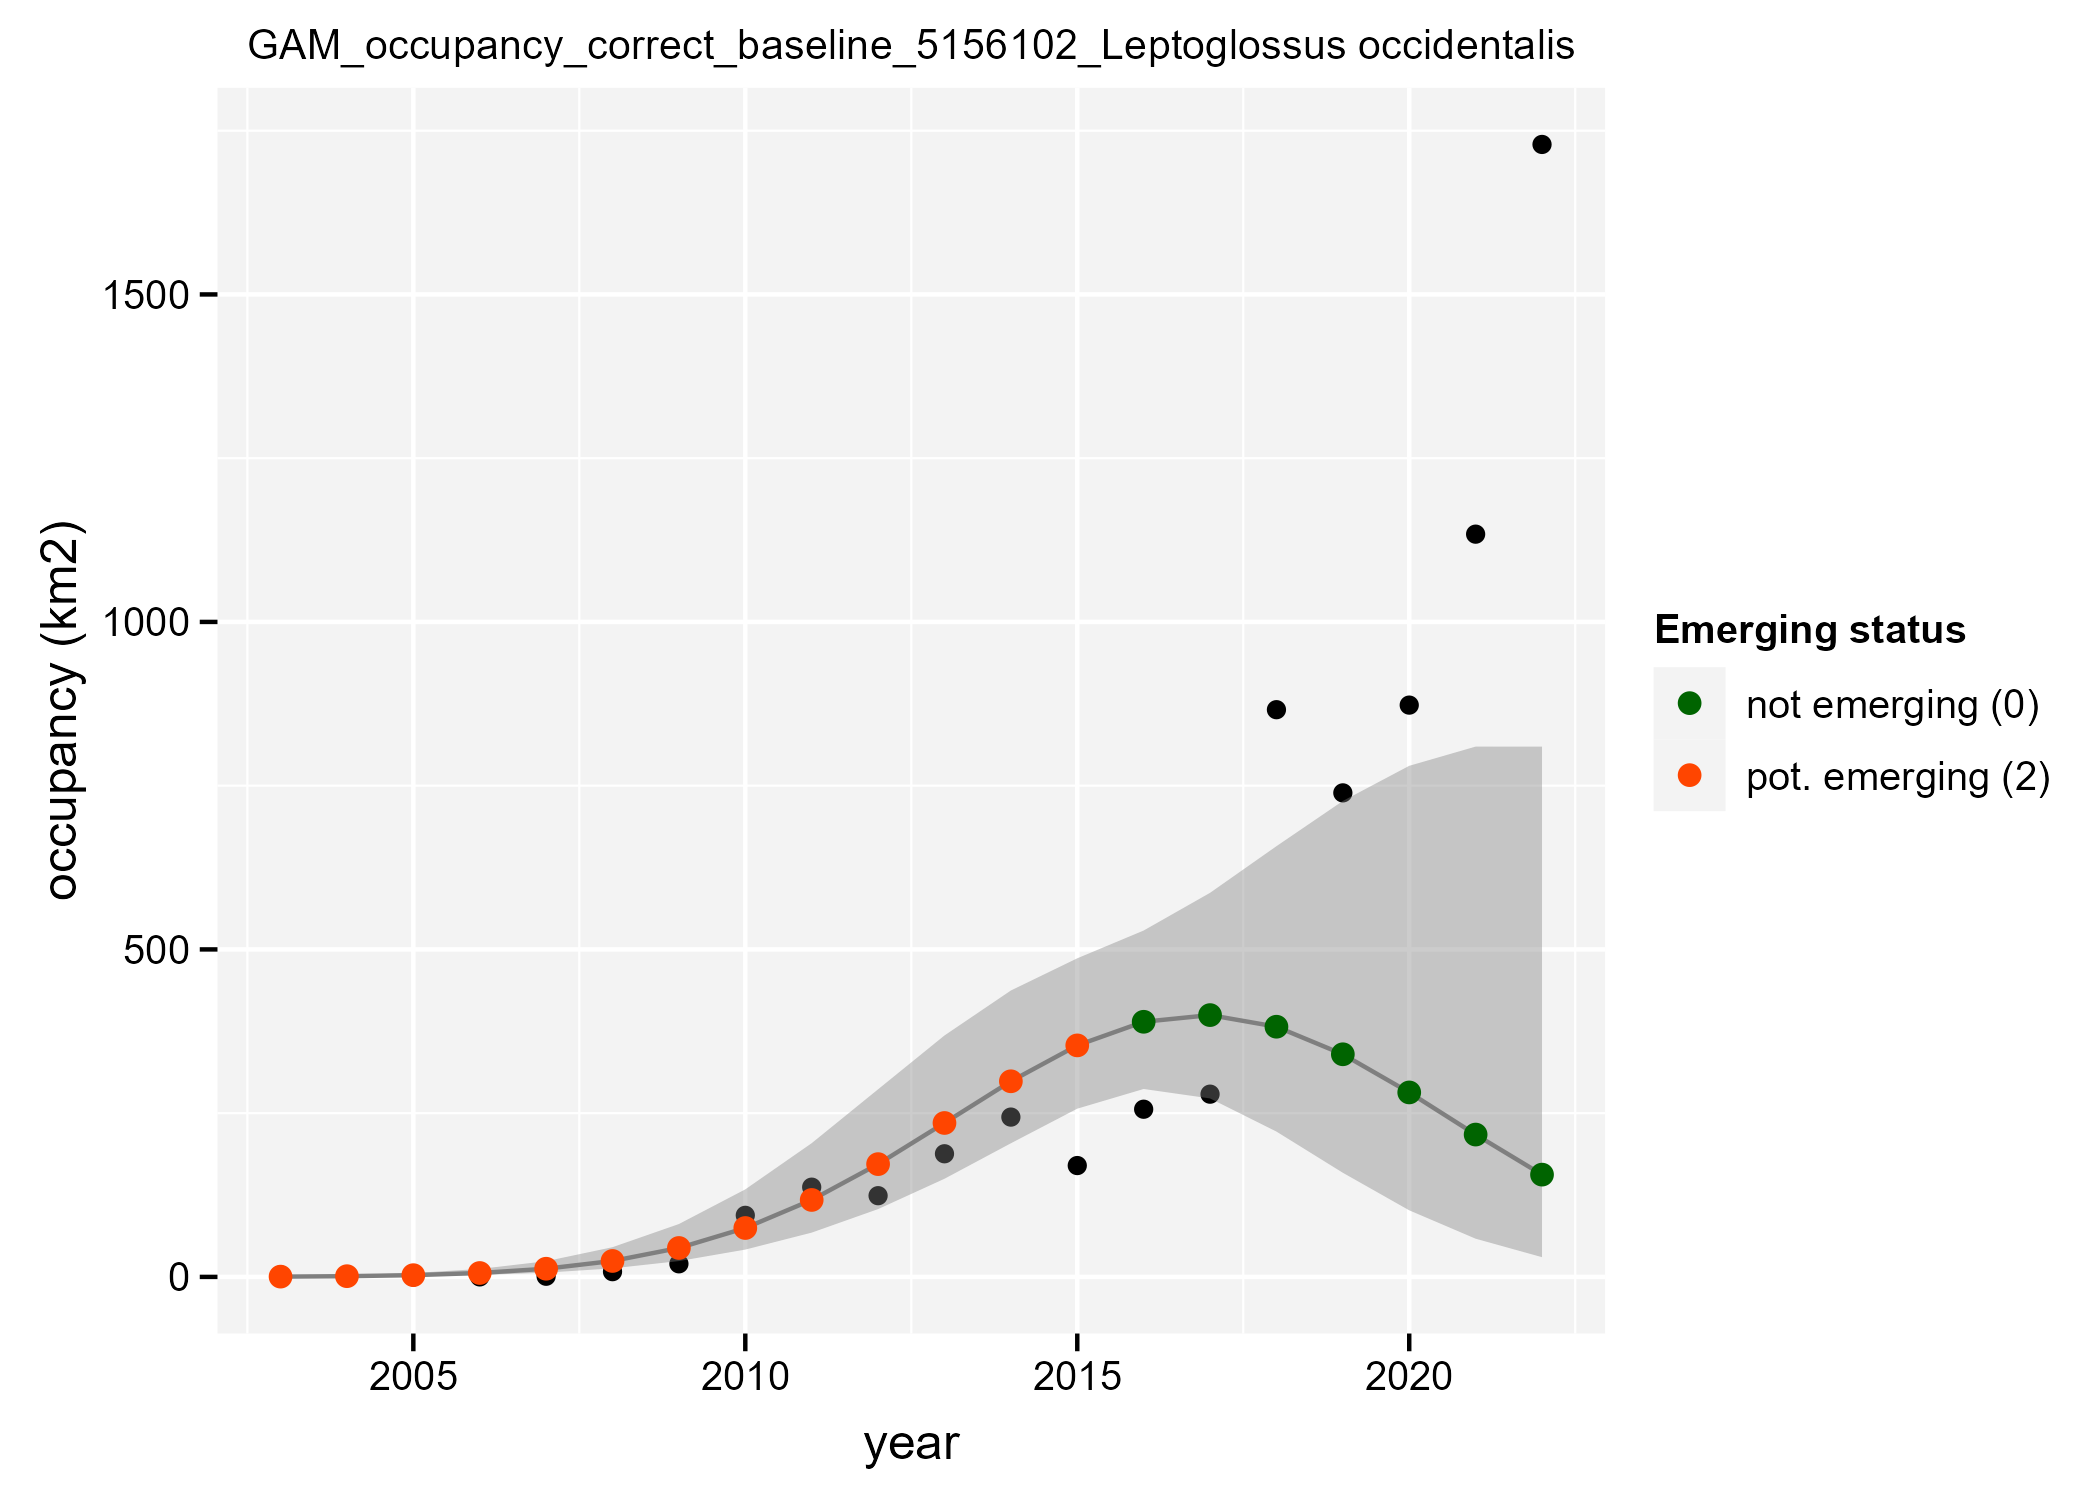 GAM_occupancy_correct_baseline_5156102_Leptoglossus occidentalis
occupancy (km2)
1500
1000
500
0
2005
2010
2015
2020
year
Emerging status
not emerging (0)
pot. emerging (2)